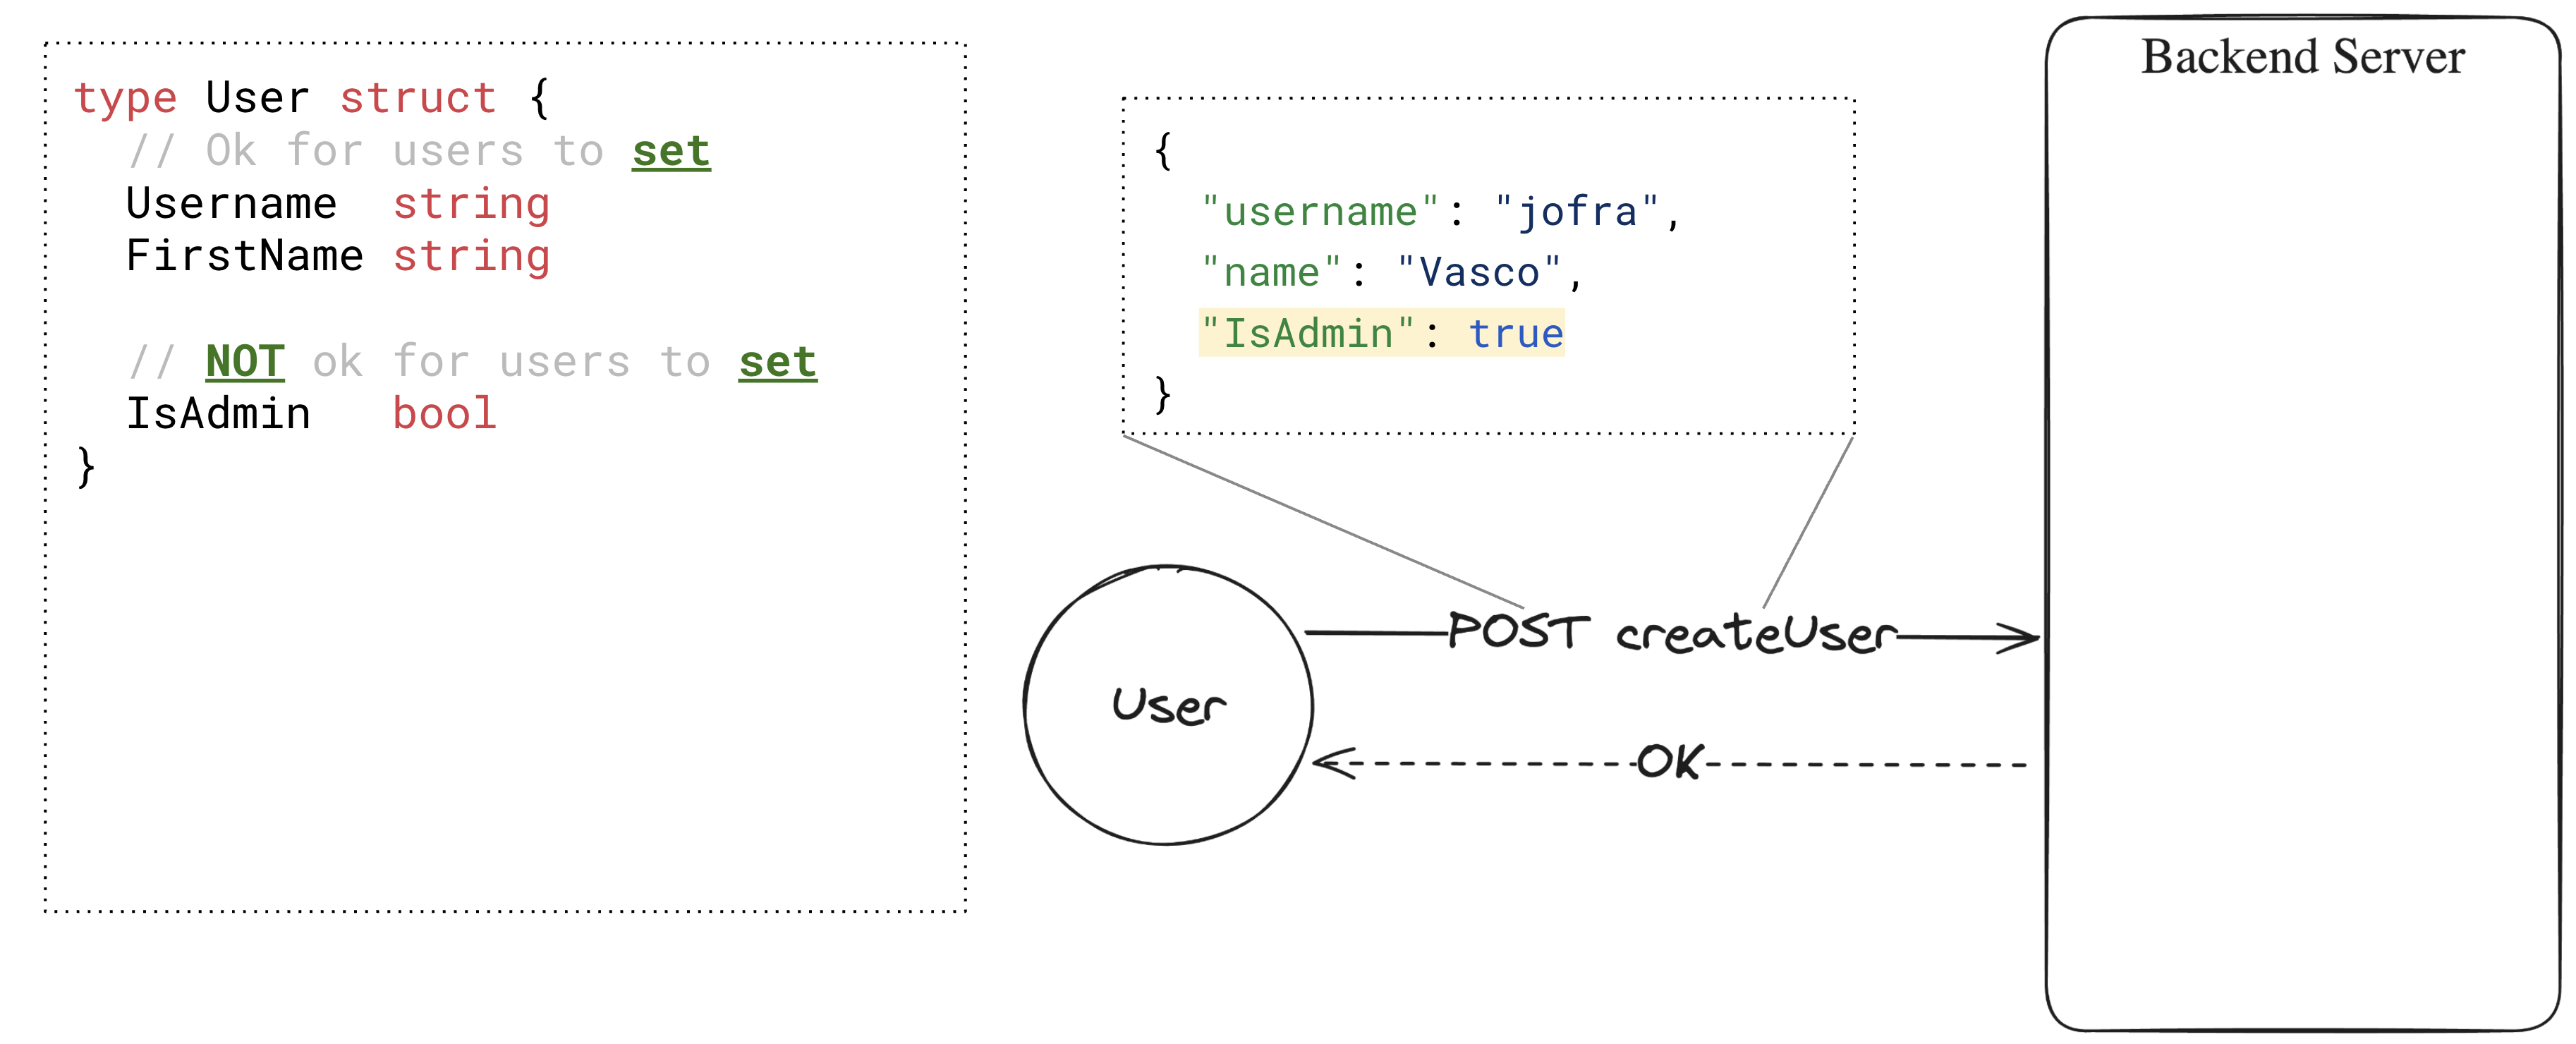 type User struct {
// Ok for users to set
Username string
FirstName string
// NOT ok for users to set
IsAdmin bool
}
{
"username": "jofra",
"name": "Vasco",
"IsAdmin": true
}
Backend Server
User
POST createUser
OK